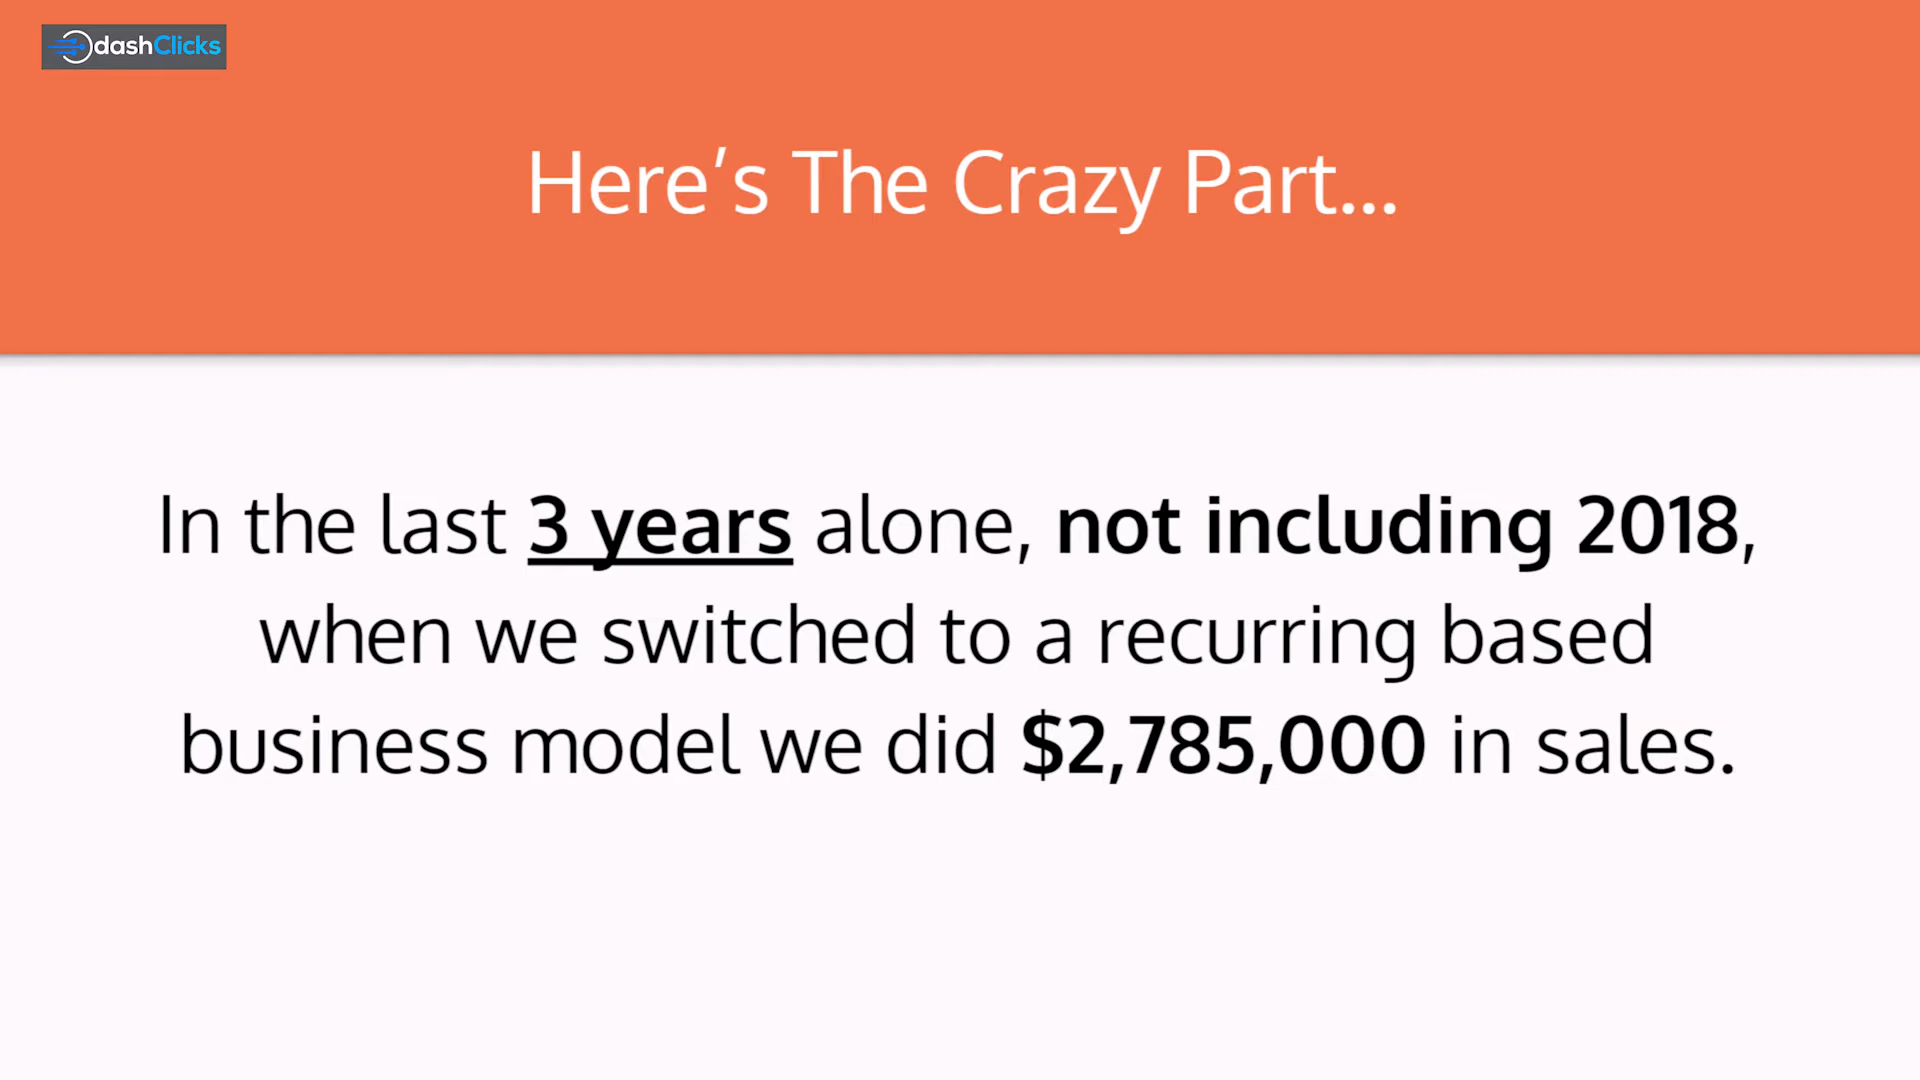 dashClicks
Here's The Crazy Part...
In the last 3 years alone, not including 2018,
when we switched to a recurring based
business model we did $2,785,000 in sales.